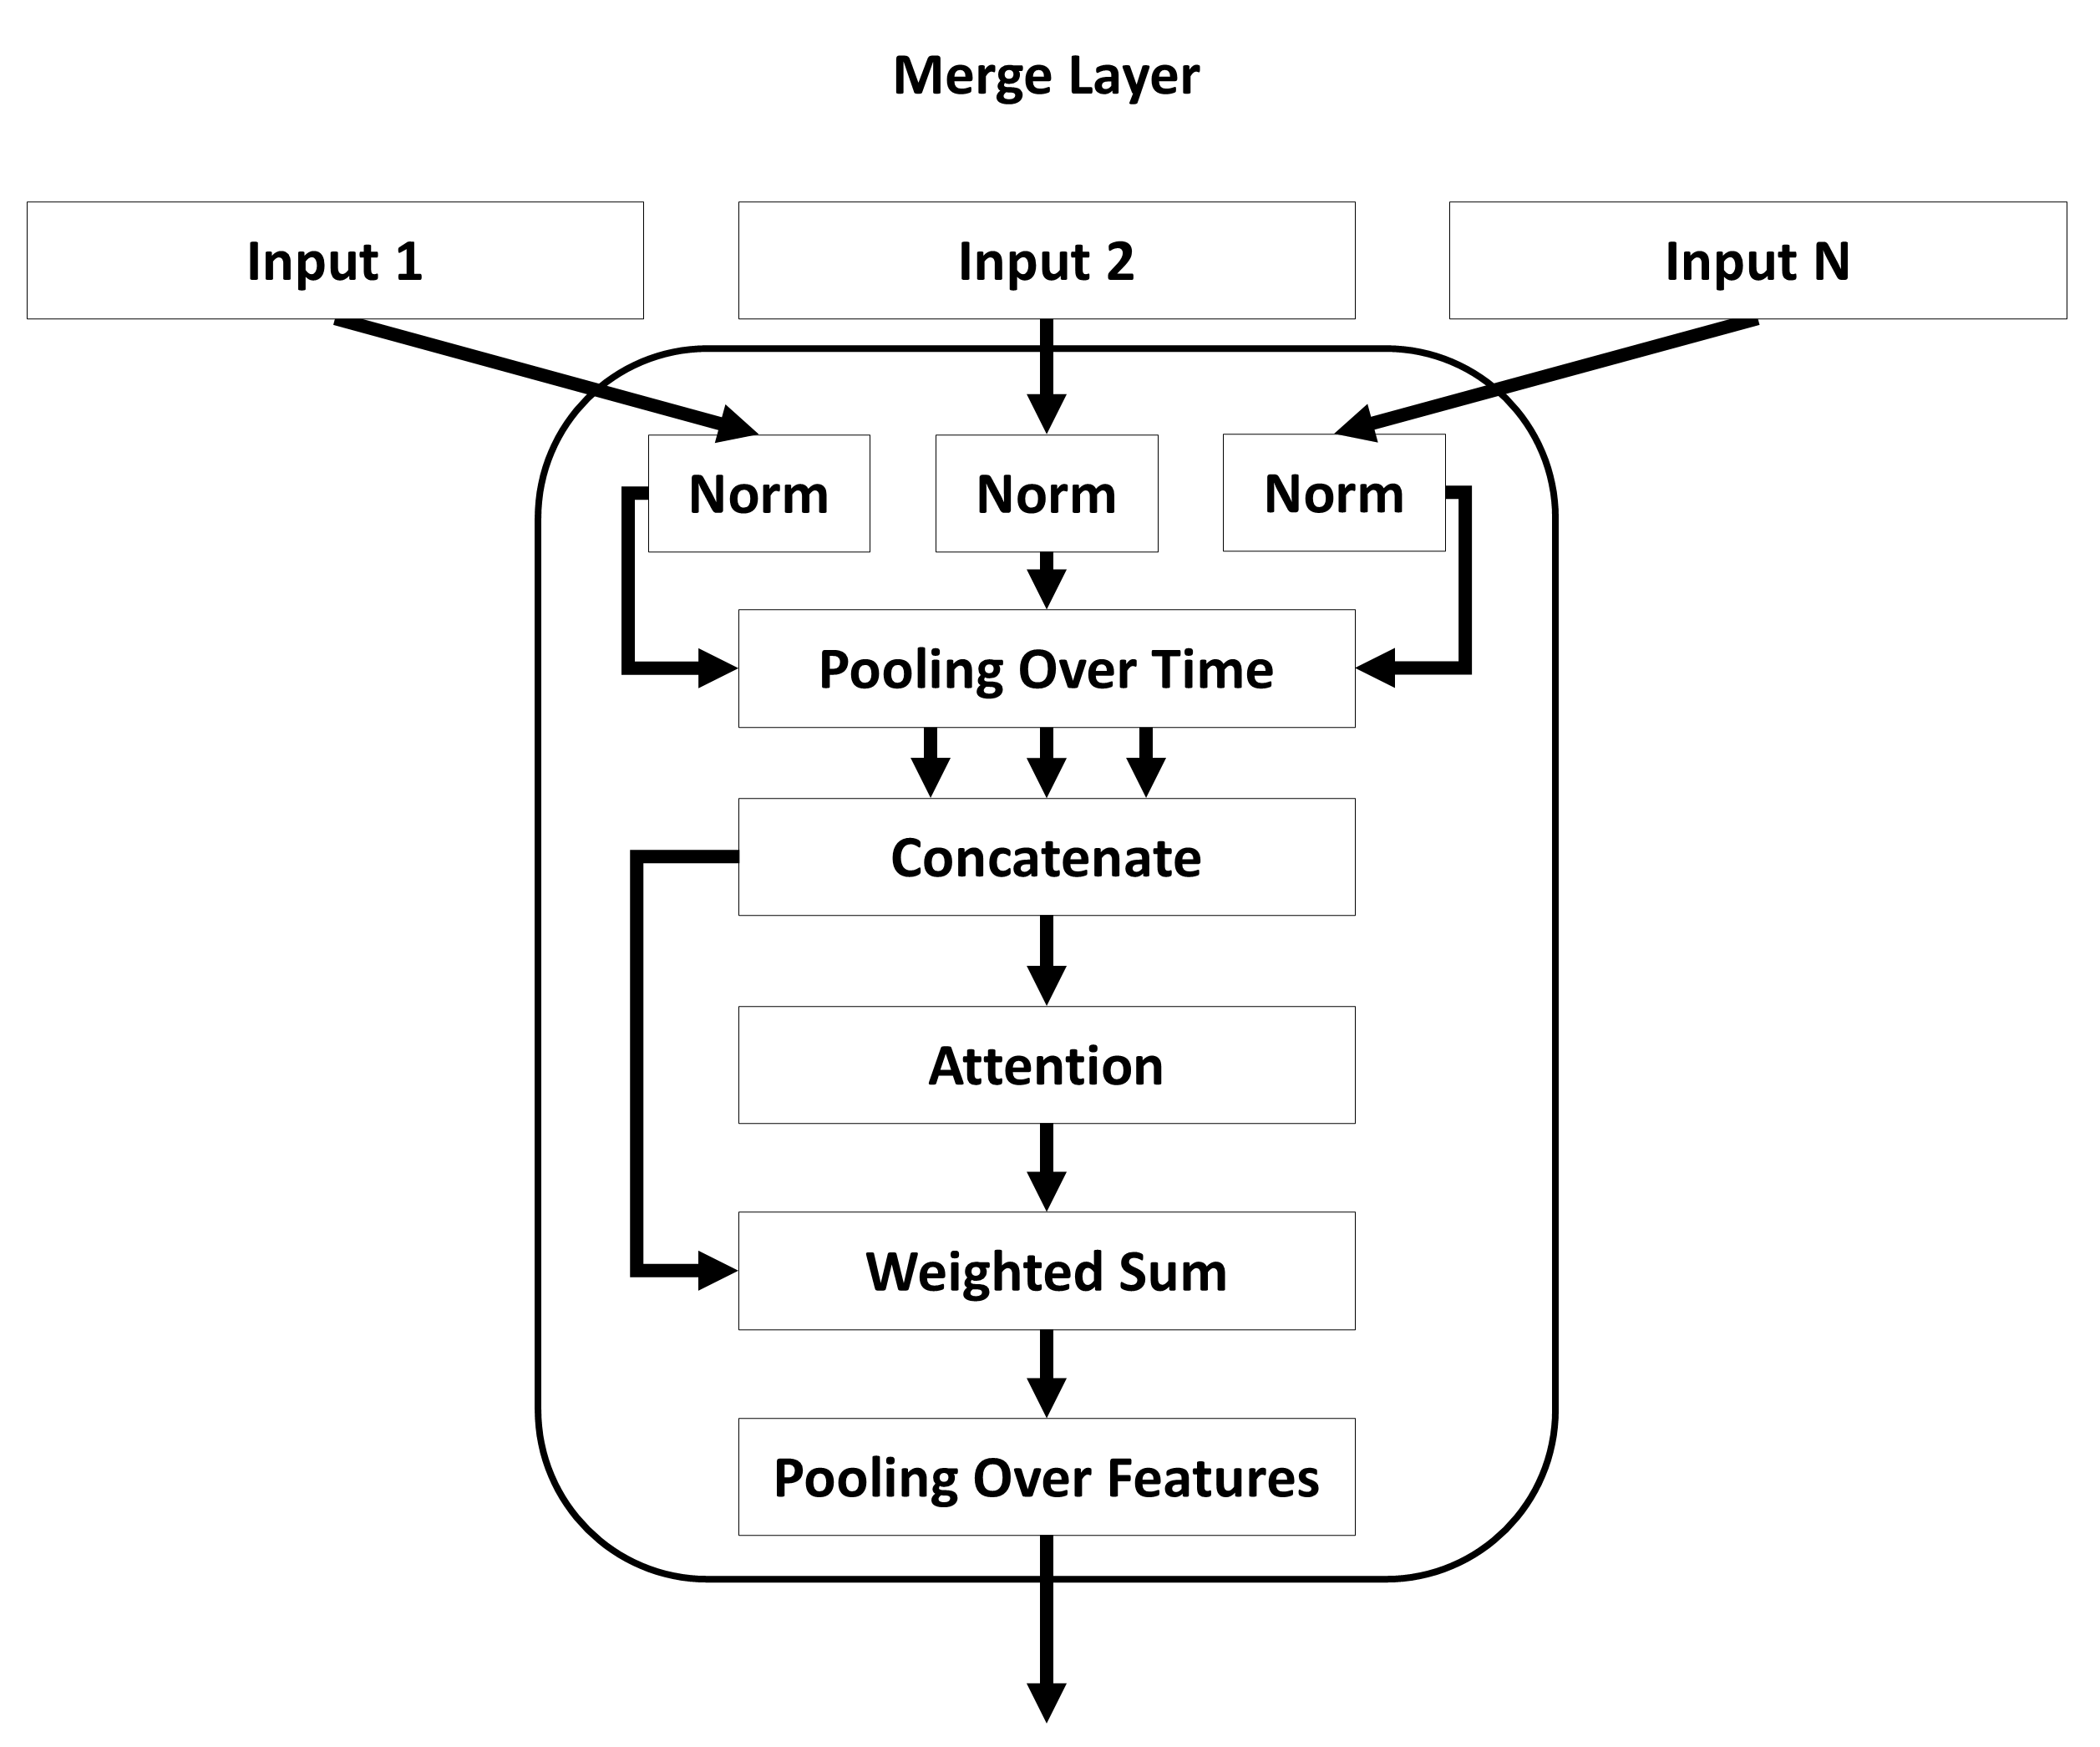 Merge Layer
Input 1
Input 2
Input N
Norm
Norm
Norm
Pooling Over Time
Concatenate
Attention
Weighted Sum
Pooling Over Features